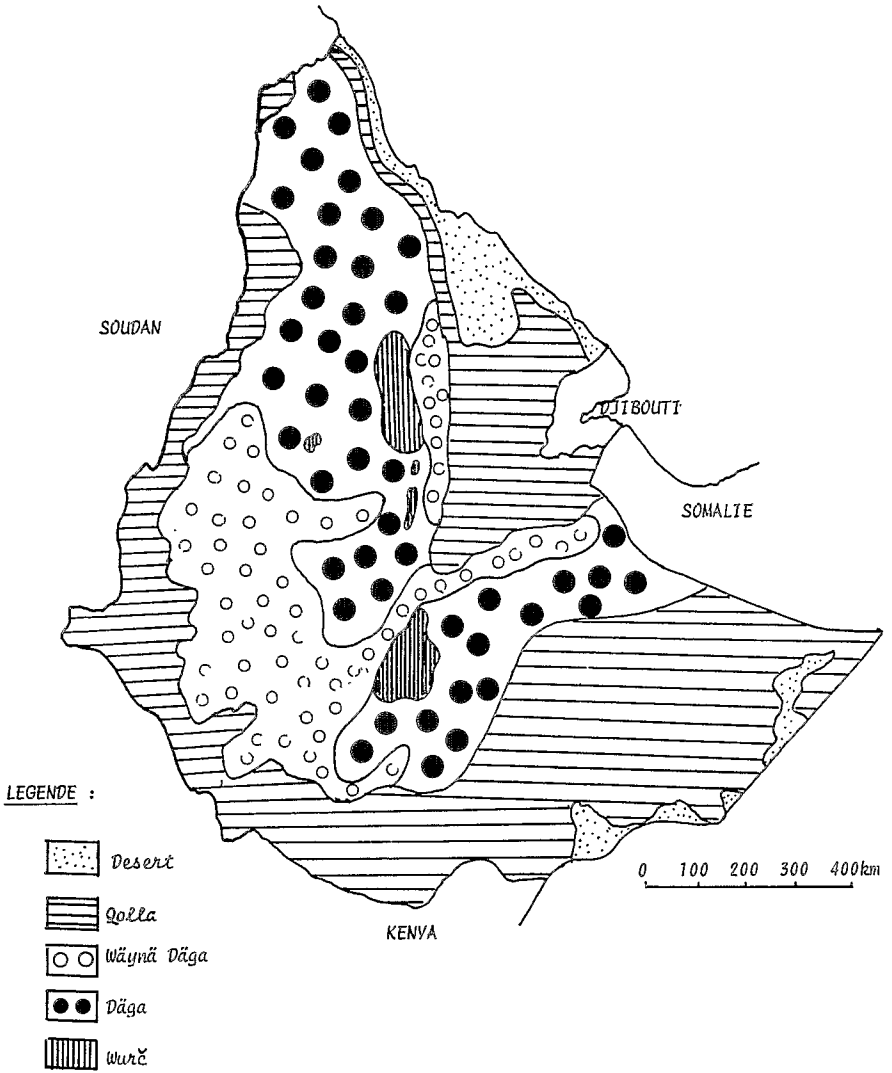 SOUDAN
DJIBOUTI
SOMALIE
LEGENDE :
Desert
Qolla
Wäynä Däga
Däga
Wurč
0 100 200 300 400km
KENYA